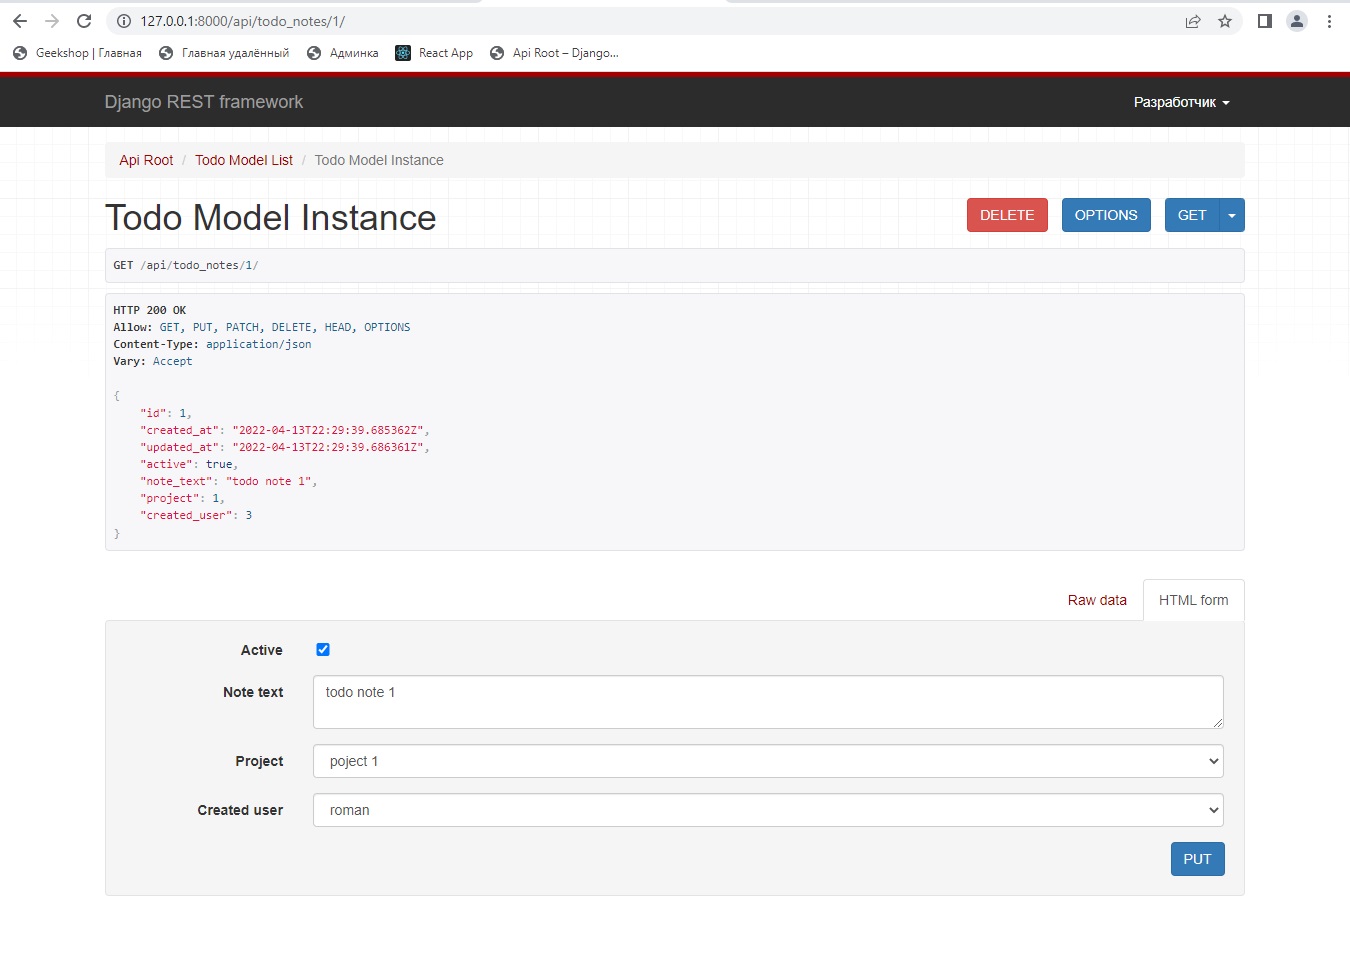 127.0.0.1:8000/api/todo_notes/1/
Geekshop | Главная Главная удалённый Админка React App Api Root – Django...
Django REST framework Разработчик
Api Root / Todo Model List / Todo Model Instance
Todo Model Instance DELETE OPTIONS GET
GET /api/todo_notes/1/
HTTP 200 OK
Allow: GET, PUT, PATCH, DELETE, HEAD, OPTIONS
Content-Type: application/json
Vary: Accept
{
"id": 1,
"created_at": "2022-04-13T22:29:39.685362Z",
"updated_at": "2022-04-13T22:29:39.686361Z",
"active": true,
"note_text": "todo note 1",
"project": 1,
"created_user": 3
}
Raw data HTML form
Active
Note text todo note 1
Project poject 1
Created user roman
PUT